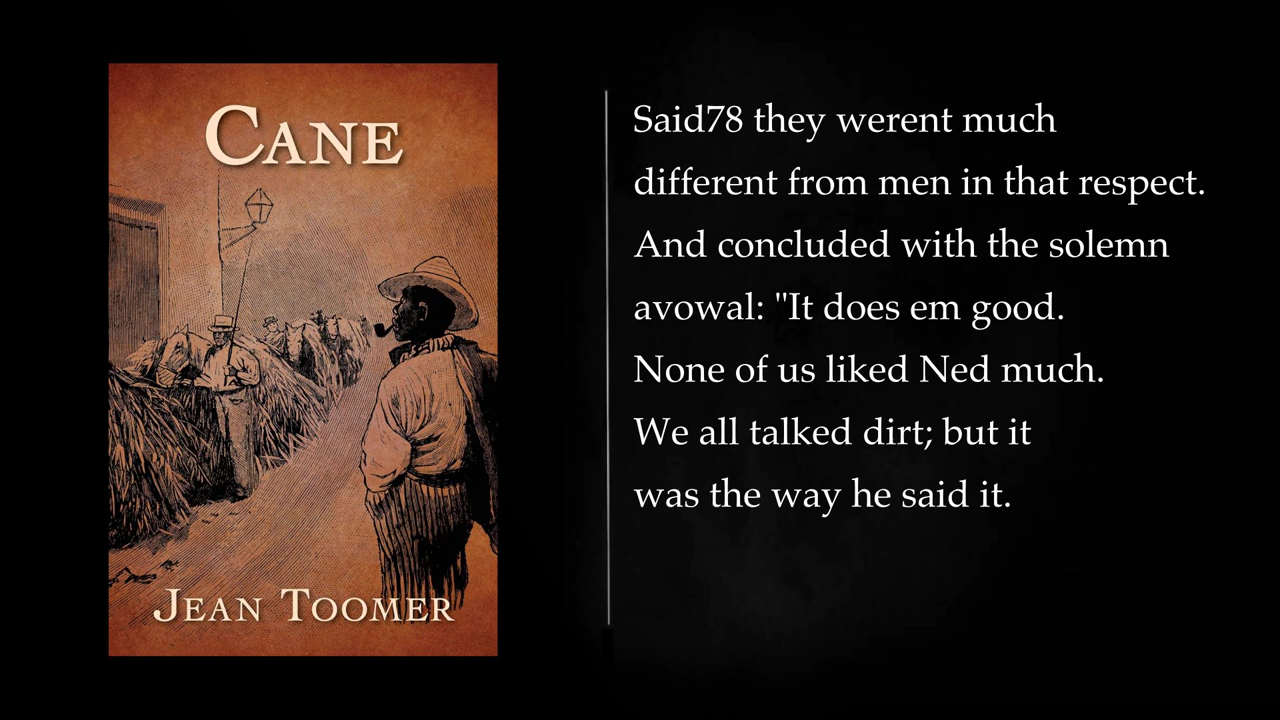 CANE
JEAN TOOMER
Said78 they werent much
different from men in that respect.
And concluded with the solemn
avowal: "It does em good.
None of us liked Ned much.
We all talked dirt; but it
was the way he said it.